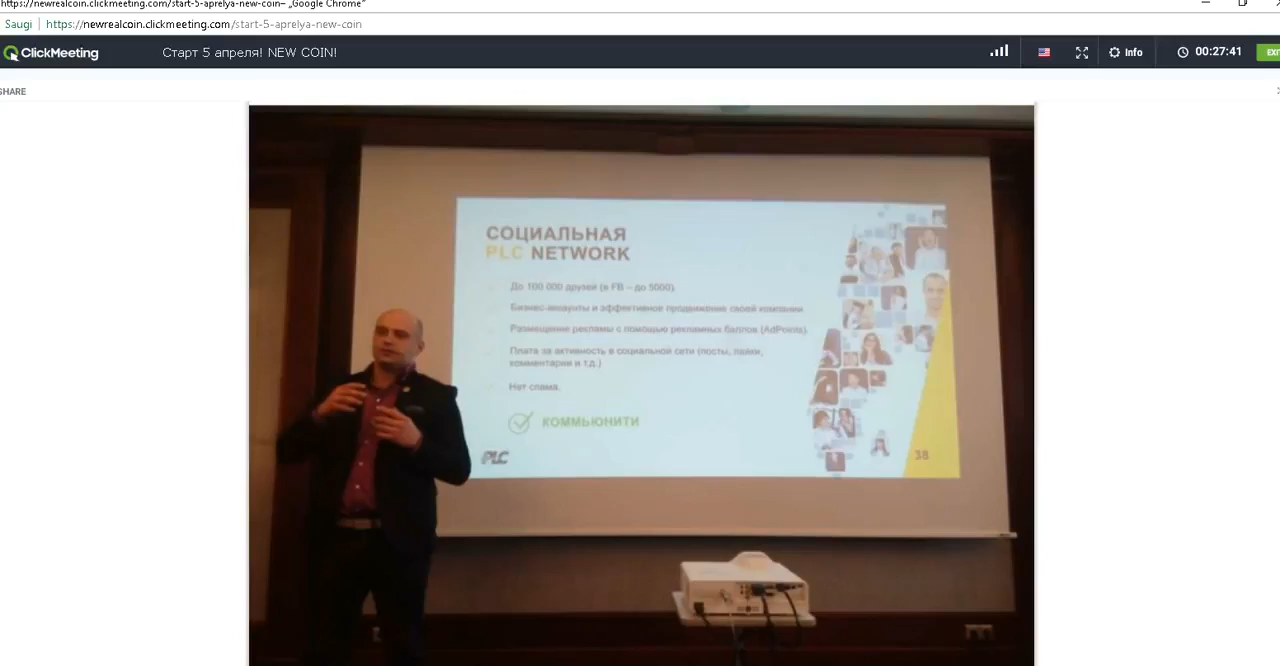 https://newrealcoin.clickmeeting.com/start-5-aprelya-new-coin– „Google Chrome“
Saugi https://newrealcoin.clickmeeting.com/start-5-aprelya-new-coin
ClickMeeting Старт 5 апреля! NEW COIN! Info 00:27:41 EXI
SHARE
СОЦИАЛЬНАЯ
PLC NETWORK
До 100 000 друзей (в FB – до 5000).
Бизнес-аккаунты и эффективное продвижение своей компании.
Размещение рекламы с помощью рекламных баллов (AdPoints).
Плата за активность в социальной сети (посты, лайки,
комментарии и т.д.)
Нет спама.
КОММЬЮНИТИ
PLC
38